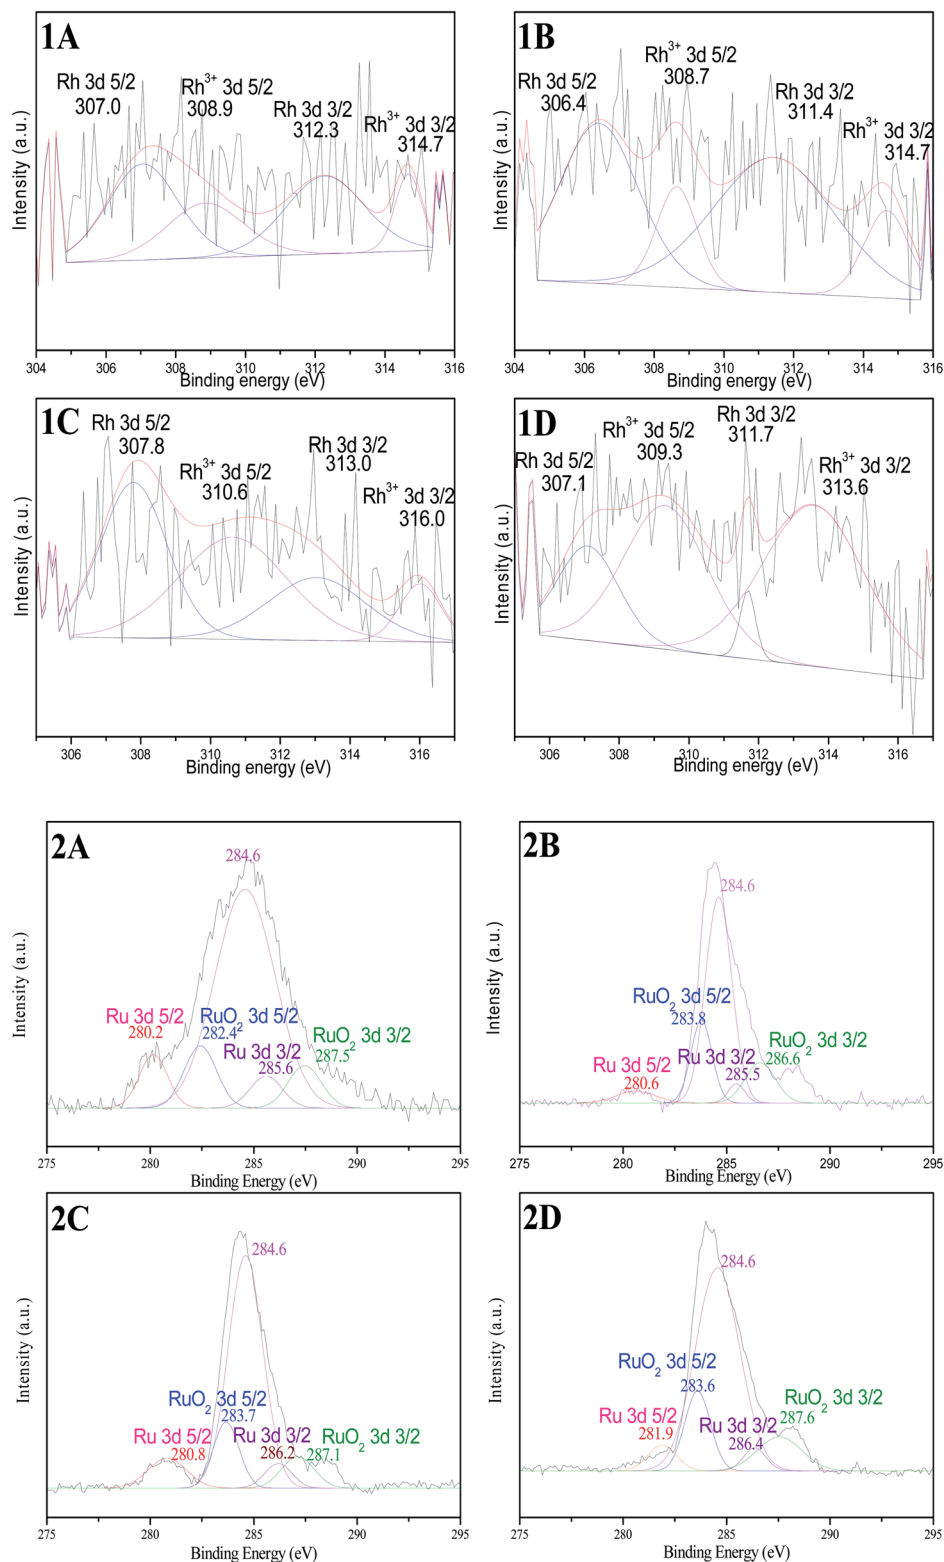 1A
Rh 3d 5/2
307.0
Rh3+ 3d 5/2
308.9
Rh 3d 3/2
312.3
Rh3+ 3d 3/2
314.7
Intensity (a.u.)
304 306 308 310 312 314 316
Binding energy (eV)
1B
Rh 3d 5/2
306.4
Rh3+ 3d 5/2
308.7
Rh 3d 3/2
311.4
Rh3+ 3d 3/2
314.7
Intensity (a.u.)
304 306 308 310 312 314 316
Binding energy (eV)
1C
Rh 3d 5/2
307.8
Rh3+ 3d 5/2
310.6
Rh 3d 3/2
313.0
Rh3+ 3d 3/2
316.0
Intensity (a.u.)
306 308 310 312 314 316
Binding energy (eV)
1D
Rh 3d 5/2
307.1
Rh3+ 3d 5/2
309.3
Rh 3d 3/2
311.7
Rh3+ 3d 3/2
313.6
Intensity (a.u.)
306 308 310 312 314 316
Binding energy (eV)
2A
284.6
Ru 3d 5/2
280.2
RuO2 3d 5/2
282.4
Ru 3d 3/2
285.6
RuO2 3d 3/2
287.5
Intensity (a.u.)
275 280 285 290 295
Binding Energy (eV)
2B
284.6
RuO2 3d 5/2
283.8
Ru 3d 5/2
280.6
Ru 3d 3/2
285.5
RuO2 3d 3/2
286.6
Intensity (a.u.)
275 280 285 290 295
Binding Energy (eV)
2C
284.6
RuO2 3d 5/2
283.7
Ru 3d 5/2
280.8
Ru 3d 3/2
286.2
RuO2 3d 3/2
287.1
Intensity (a.u.)
275 280 285 290 295
Binding Energy (eV)
2D
284.6
RuO2 3d 5/2
283.6
Ru 3d 5/2
281.9
Ru 3d 3/2
286.4
RuO2 3d 3/2
287.6
Intensity (a.u.)
275 280 285 290 295
Binding Energy (eV)